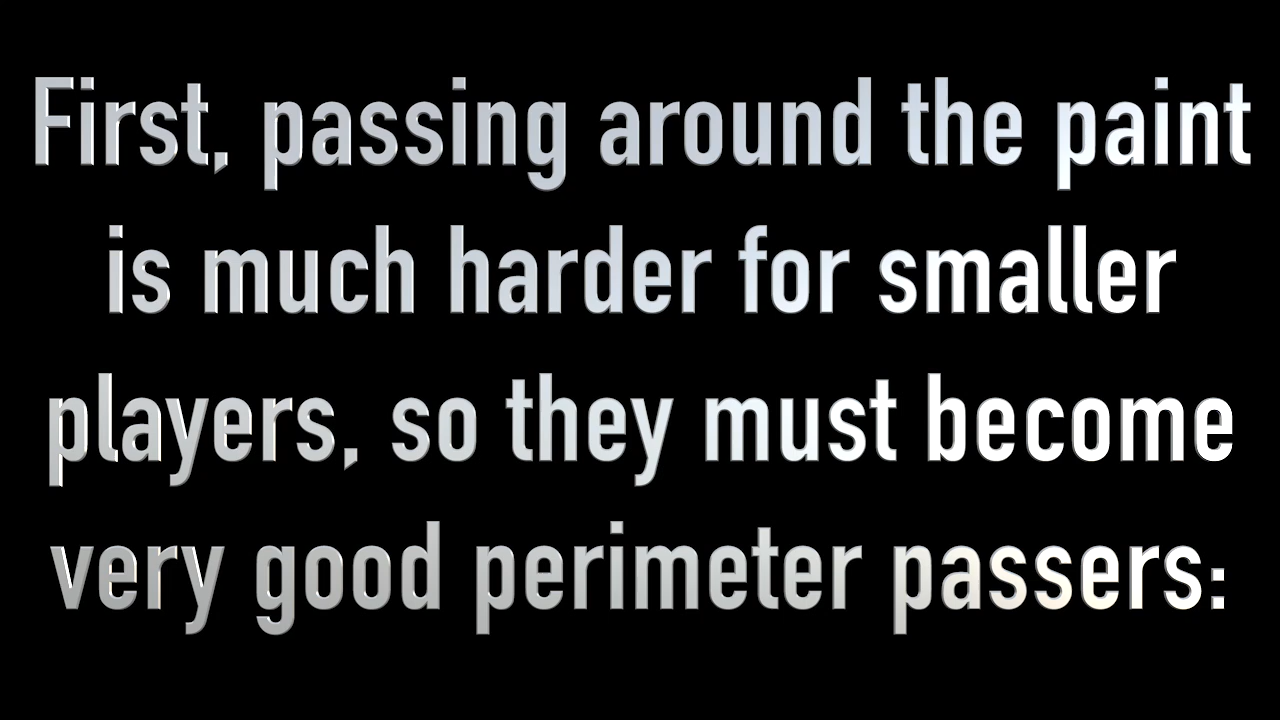 First, passing around the paint
is much harder for smaller
players, so they must become
very good perimeter passers: